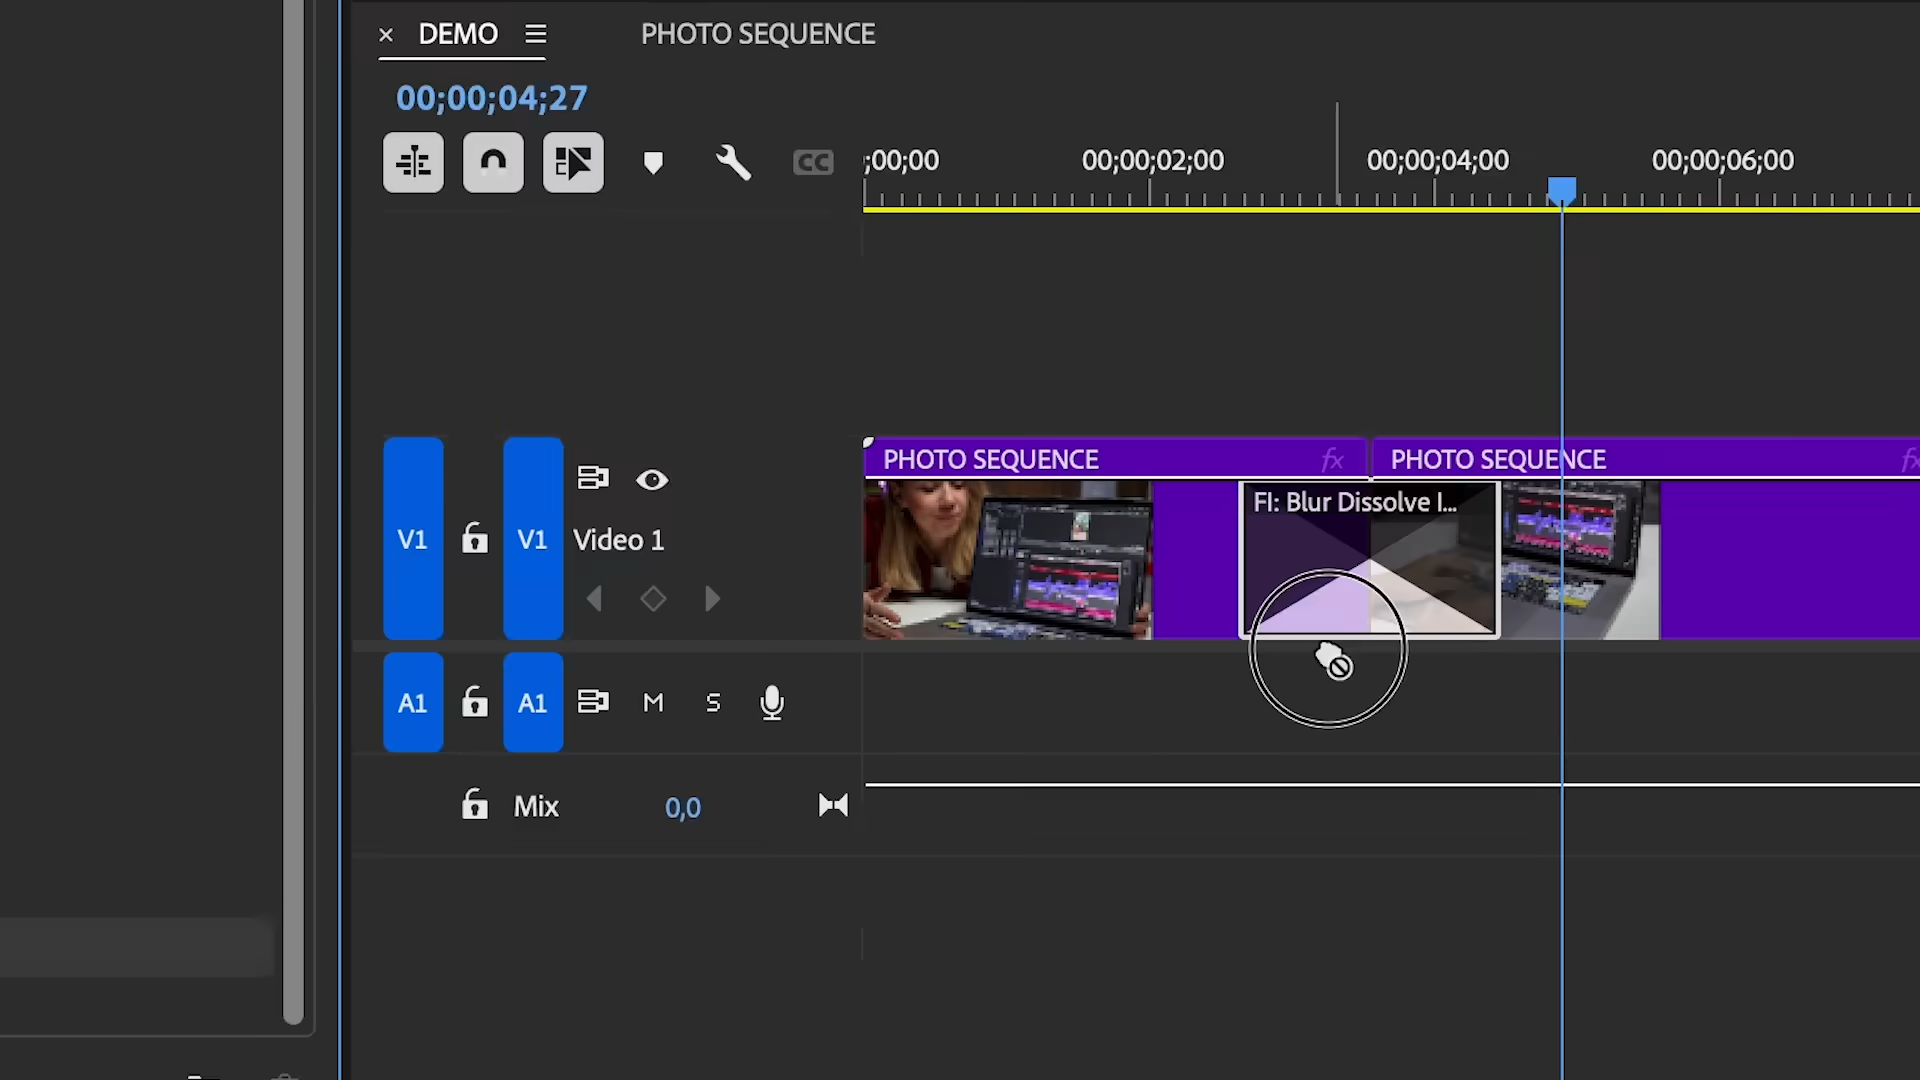 DEMO
PHOTO SEQUENCE
00;00;04;27
CC
;00;00
00;00;02;00
00;00;04;00
00;00;06;00
PHOTO SEQUENCE
fx
PHOTO SEQUENCE
fx
V1
V1
Video 1
FI: Blur Dissolve I...
A1
A1
M
S
Mix
0,0